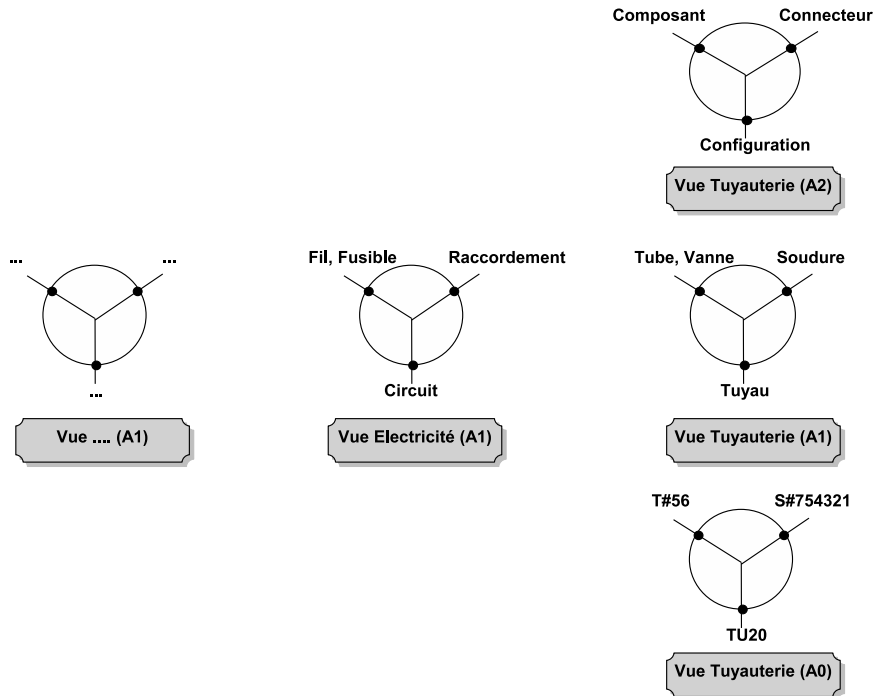 Composant
Connecteur
Configuration
Vue Tuyauterie (A2)
...
...
...
Vue .... (A1)
Fil, Fusible
Raccordement
Circuit
Vue Electricité (A1)
Tube, Vanne
Soudure
Tuyau
Vue Tuyauterie (A1)
T#56
S#754321
TU20
Vue Tuyauterie (A0)